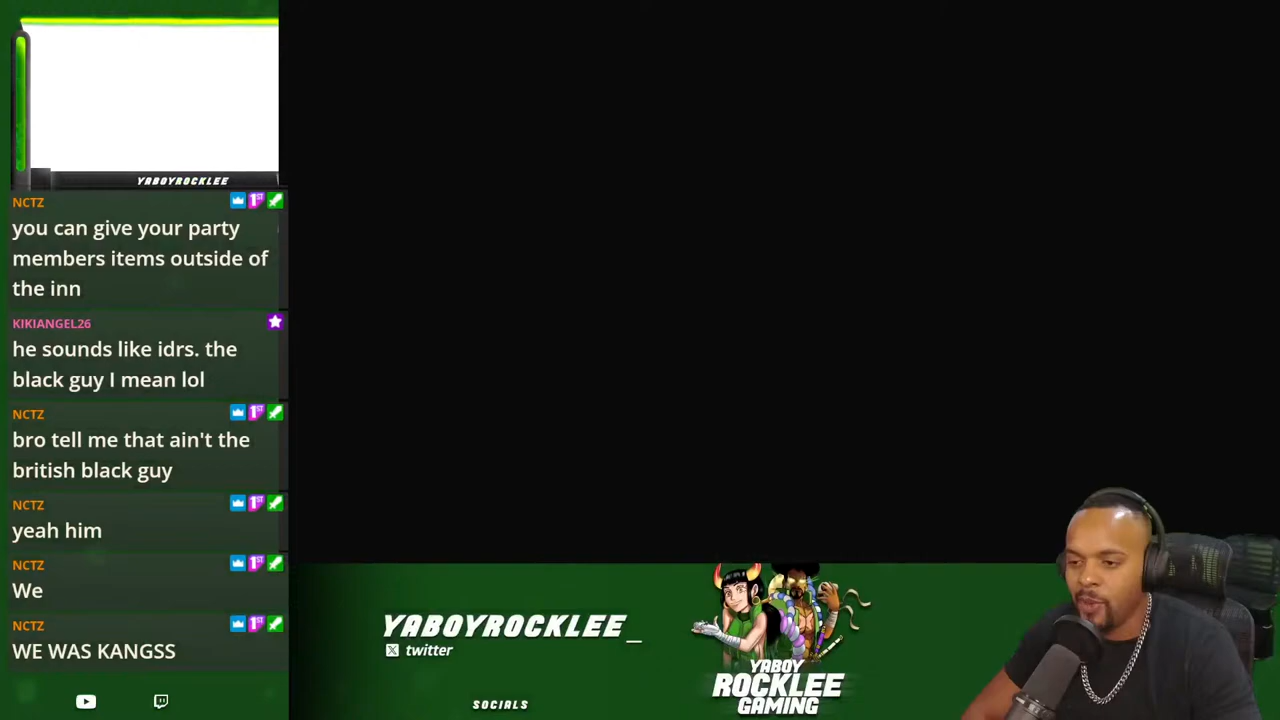 YABOYROCKLEE
NCTZ
you can give your party
members items outside of
the inn
KIKIANGEL26
he sounds like idrs. the
black guy I mean lol
NCTZ
bro tell me that ain't the
british black guy
NCTZ
yeah him
NCTZ
We
NCTZ
WE WAS KANGSS
YABOYROCKLEE_
twitter
SOCIALS
YABOY
ROCKLEE
GAMING